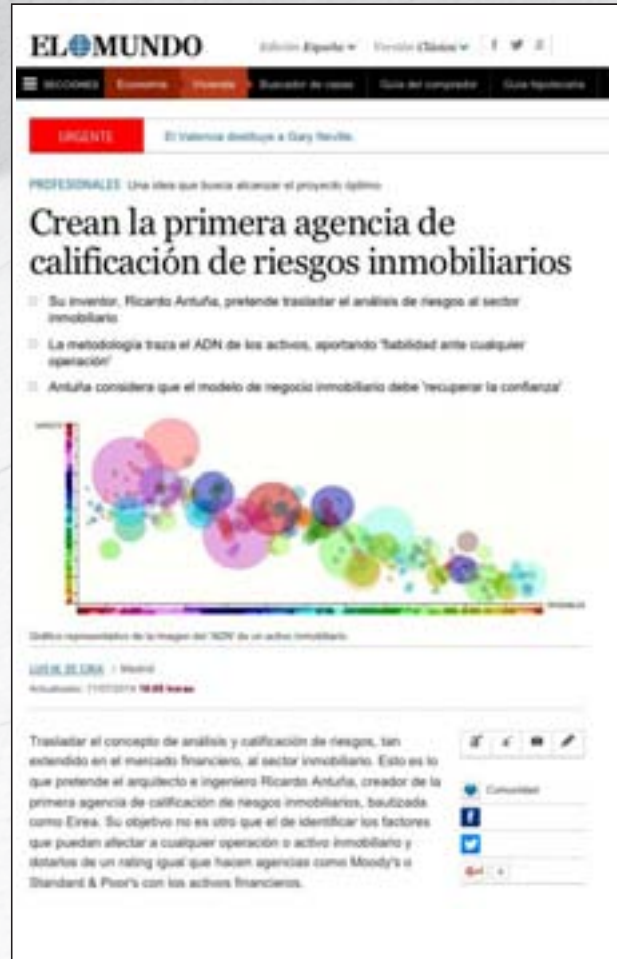 EL MUNDO
Edición España Versión Clásica
SECCIONES Economía Vivienda Buscador de casas Guía del comprador Guía hipotecaria
URGENTE El Valencia destituye a Gary Neville.
PROFESIONALES Una idea que busca alcanzar el proyecto óptimo
Crean la primera agencia de
calificación de riesgos inmobiliarios
Su inventor, Ricardo Antuña, pretende trasladar el análisis de riesgos al sector
inmobiliario
La metodología traza el ADN de los activos, aportando 'fiabilidad ante cualquier
operación'
Antuña considera que el modelo de negocio inmobiliario debe 'recuperar la confianza'
Gráfico representativo de la imagen del 'ADN' de un activo inmobiliario.
Madrid
horas
Trasladar el concepto de análisis y calificación de riesgos, tan
extendido en el mercado financiero, al sector inmobiliario. Esto es lo
que pretende el arquitecto e ingeniero Ricardo Antuña, creador de la
primera agencia de calificación de riesgos inmobiliarios, bautizada
como Eirea. Su objetivo no es otro que el de identificar los factores
que puedan afectar a cualquier operación o activo inmobiliario y
dotarlos de un rating igual que hacen agencias como Moody's o
Standard & Poor's con los activos financieros.
Comunidad